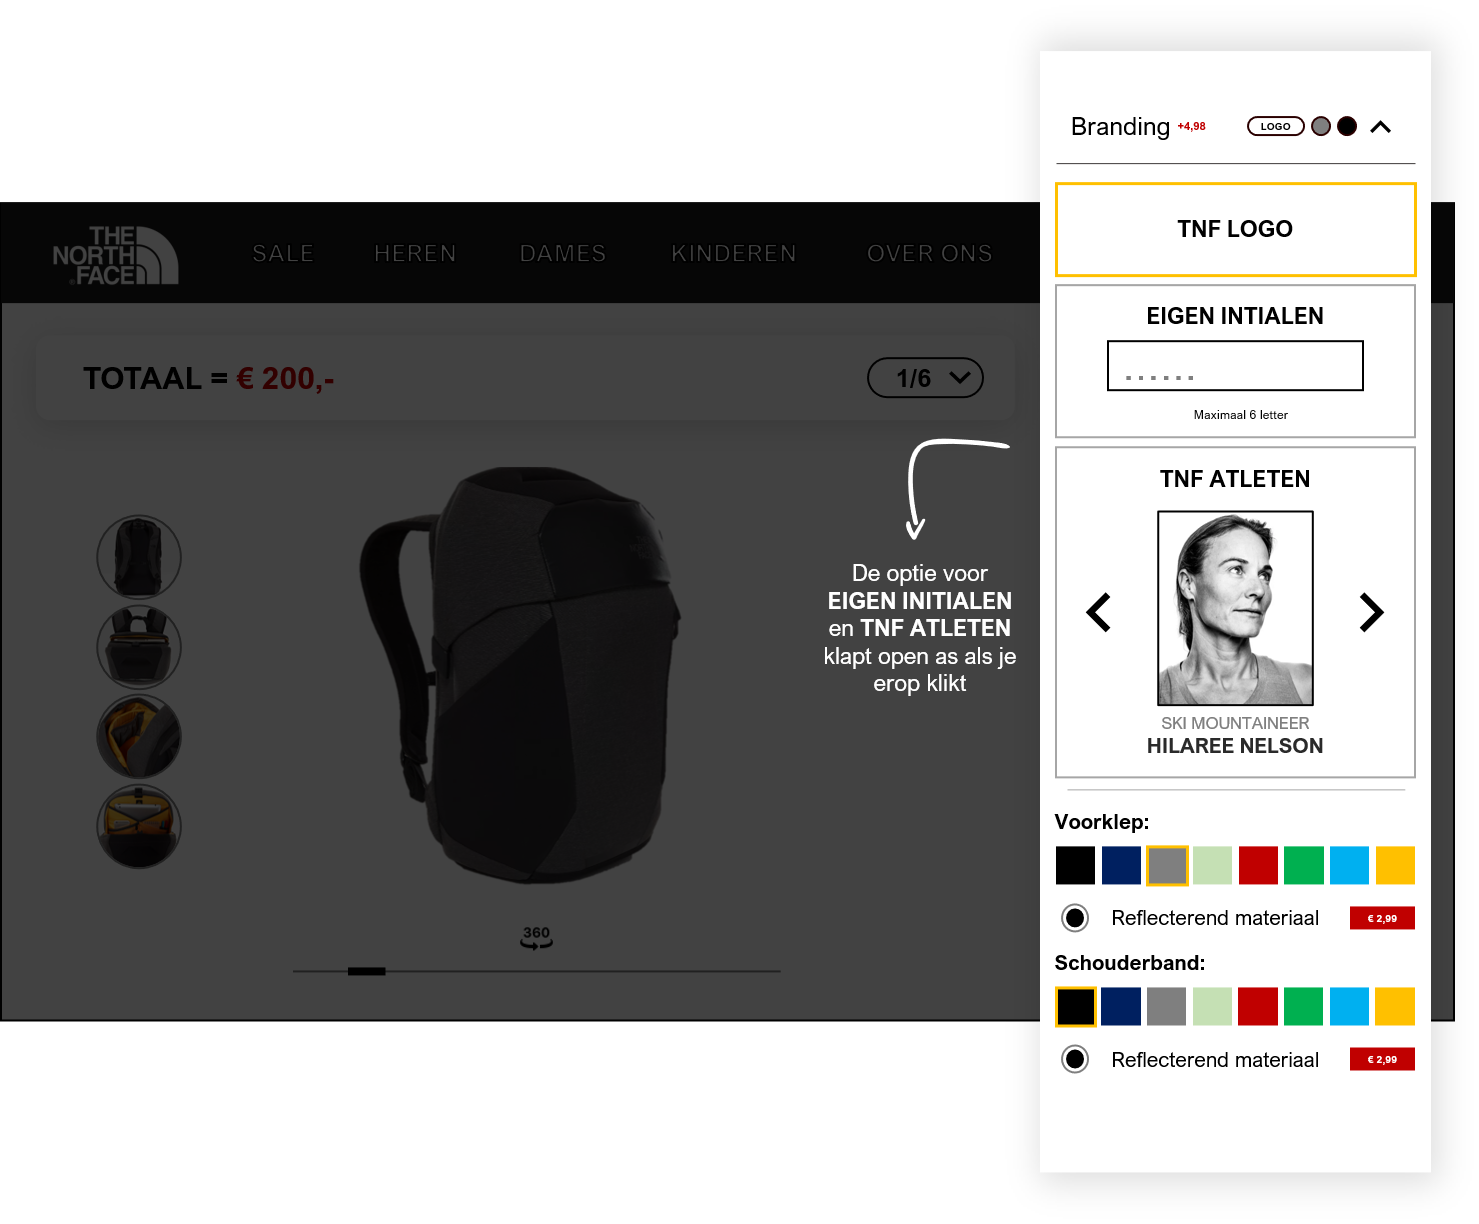 Branding +4,98 LOGO
THE
NORTH
FACE
SALE HEREN DAMES KINDEREN OVER ONS
TOTAAL = € 200,-
1/6
De optie voor
EIGEN INITIALEN
en TNF ATLETEN
klapt open as als je
erop klikt
360
TNF LOGO
EIGEN INTIALEN
......
Maximaal 6 letter
TNF ATLETEN
SKI MOUNTAINEER
HILAREE NELSON
Voorklep:
Reflecterend materiaal € 2,99
Schouderband:
Reflecterend materiaal € 2,99